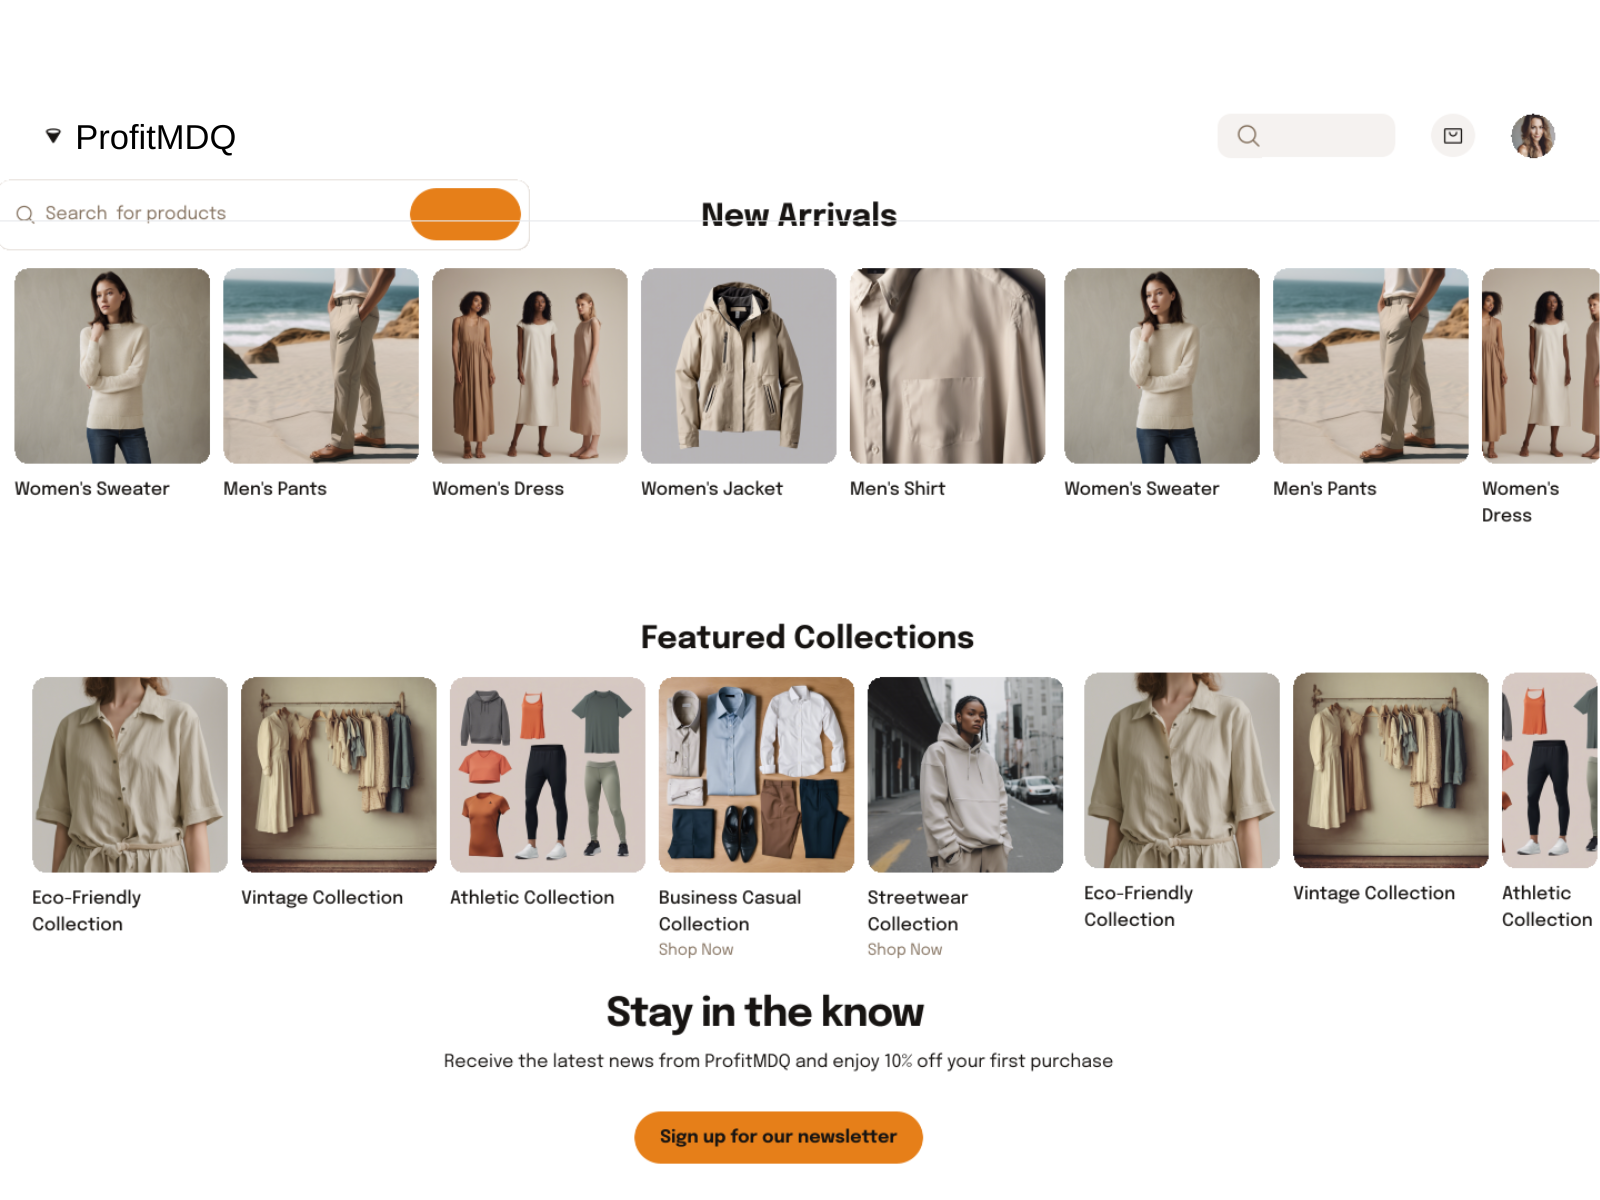 ProfitMDQ
Search for products
New Arrivals
Women's Sweater
Men's Pants
Women's Dress
Women's Jacket
Men's Shirt
Women's Sweater
Men's Pants
Women's
Dress
Featured Collections
Eco-Friendly
Collection
Vintage Collection
Athletic Collection
Business Casual
Collection
Shop Now
Streetwear
Collection
Shop Now
Eco-Friendly
Collection
Vintage Collection
Athletic
Collection
Stay in the know
Receive the latest news from ProfitMDQ and enjoy 10% off your first purchase
Sign up for our newsletter